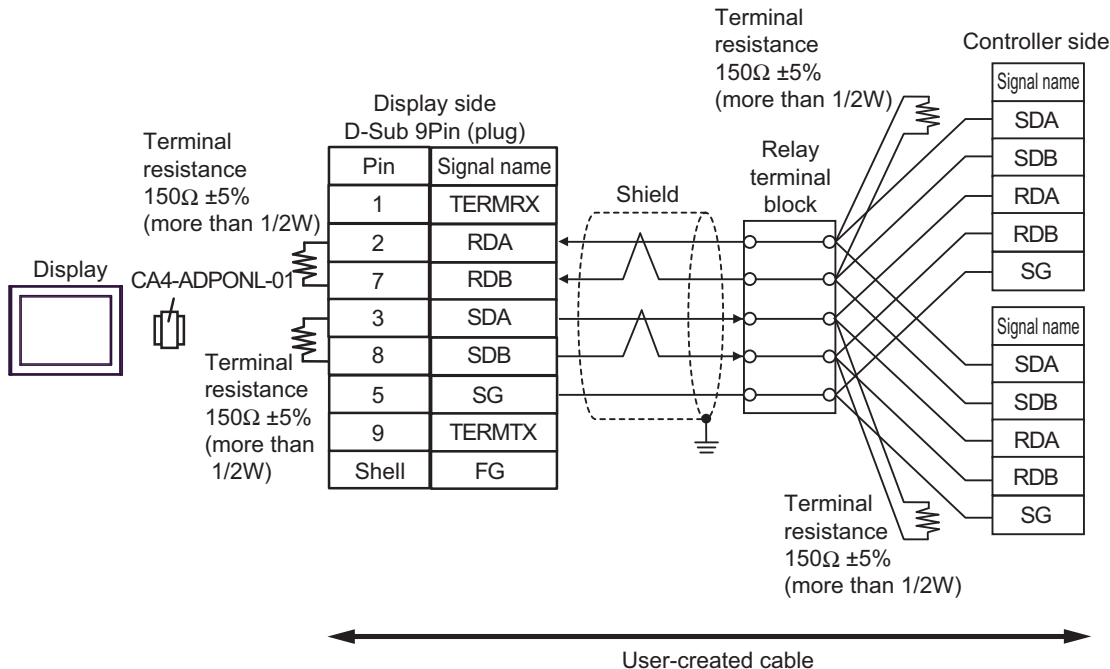 Terminal
resistance
150Ω ±5%
(more than 1/2W)
Controller side
Signal name
SDA
SDB
RDA
RDB
SG
Display side
D-Sub 9Pin (plug)
Terminal
resistance
150Ω ±5%
(more than 1/2W)
Pin Signal name
1 TERMRX
2 RDA
7 RDB
3 SDA
8 SDB
5 SG
9 TERMTX
Shell FG
Shield
Relay
terminal
block
Display
CA4-ADPONL-01
Terminal
resistance
150Ω ±5%
(more than
1/2W)
Signal name
SDA
SDB
RDA
RDB
SG
Terminal
resistance
150Ω ±5%
(more than 1/2W)
User-created cable